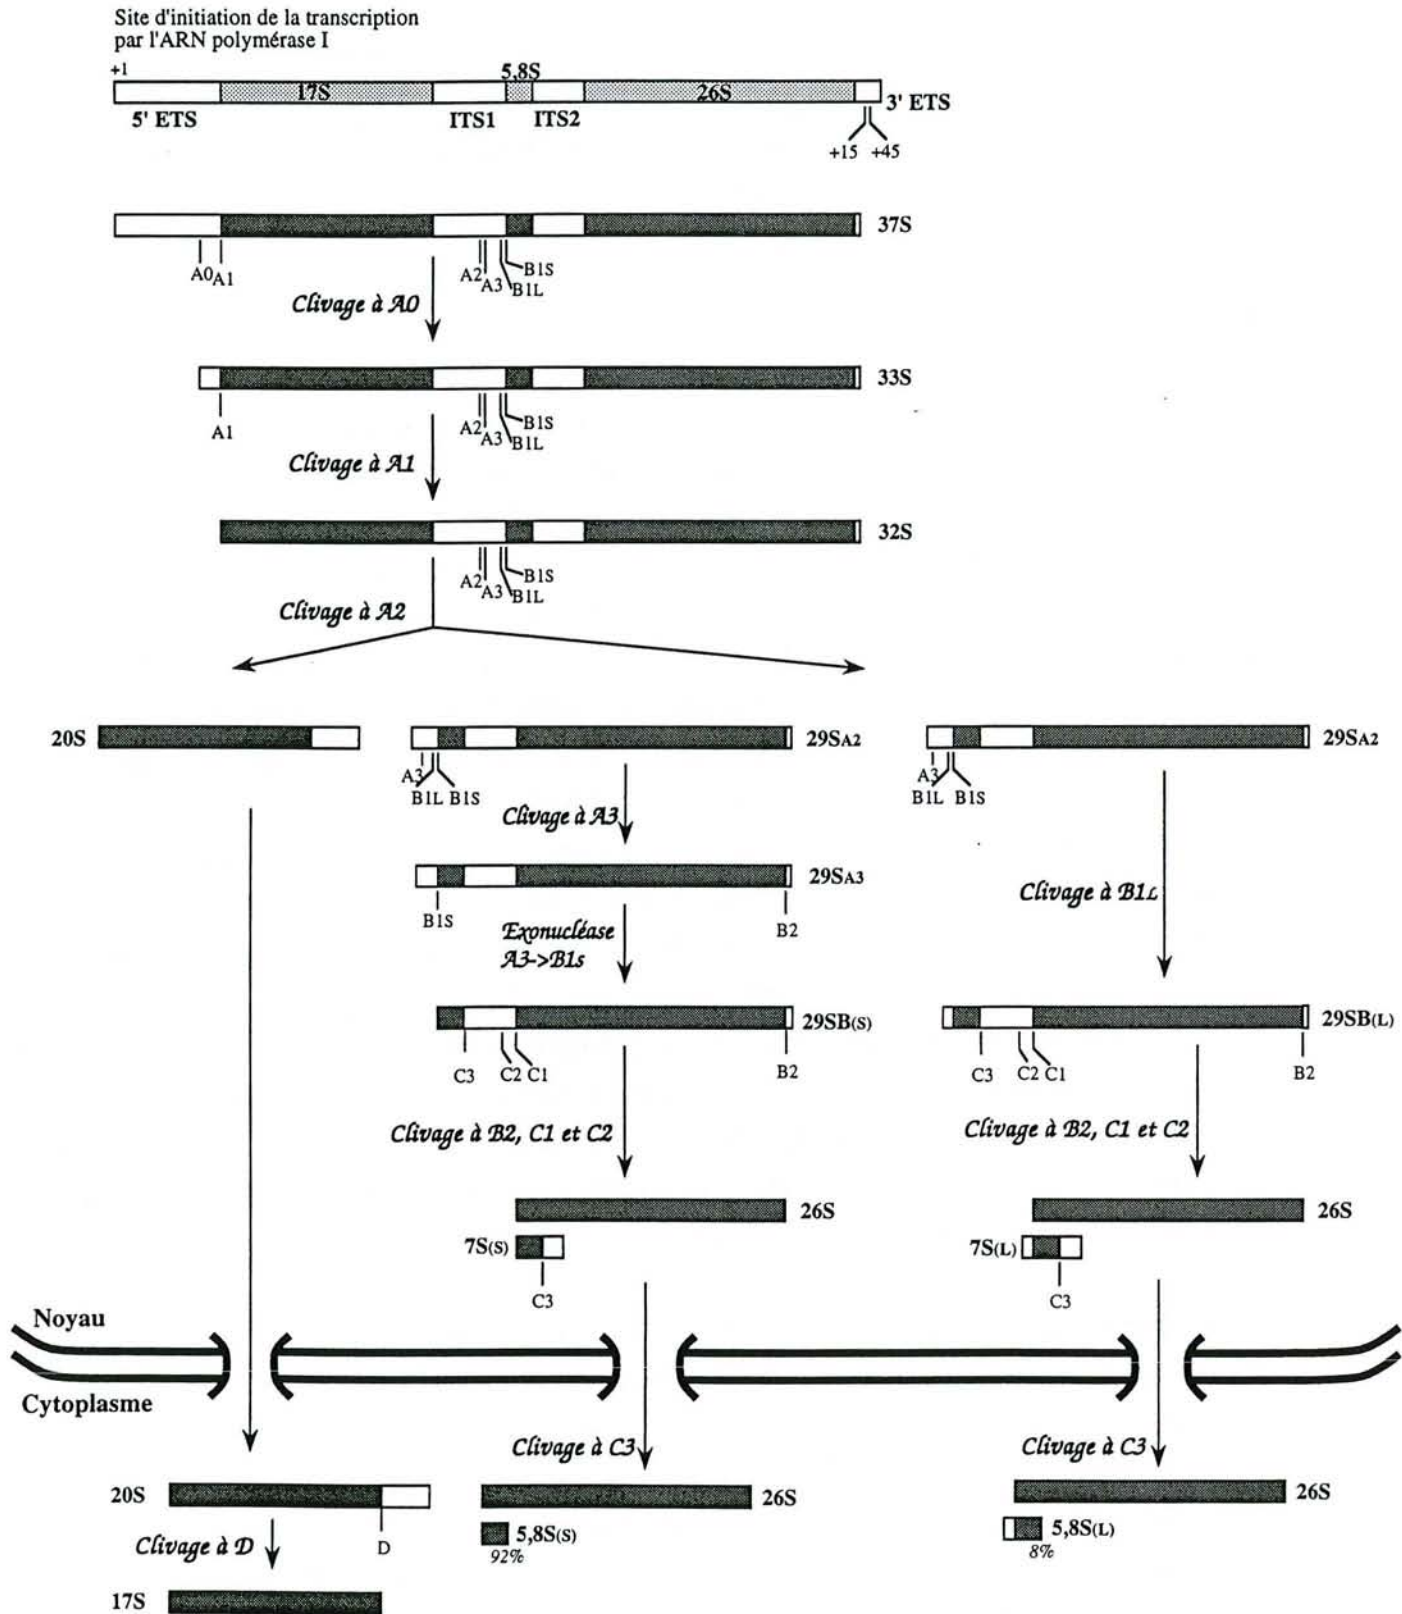 Site d'initiation de la transcription
par l'ARN polymérase I
+1
5,8S
17S
26S
3' ETS
5' ETS
ITS1
ITS2
+15
+45
37S
A0
A1
A2
A3
B1S
B1L
Clivage à A0
33S
A1
A2
A3
B1S
B1L
Clivage à A1
32S
A2
A3
B1S
B1L
Clivage à A2
20S
29SA2
29SA2
A3
B1L
B1S
A3
B1L
B1S
Clivage à A3
29SA3
Clivage à B1L
B1S
B2
Exonucléase
A3->B1s
29SB(S)
29SB(L)
C3
C2
C1
B2
C3
C2
C1
B2
Clivage à B2, C1 et C2
Clivage à B2, C1 et C2
26S
26S
7S(S)
7S(L)
C3
C3
Noyau
Cytoplasme
Clivage à C3
Clivage à C3
20S
26S
26S
5,8S(S)
5,8S(L)
92%
8%
Clivage à D
D
17S